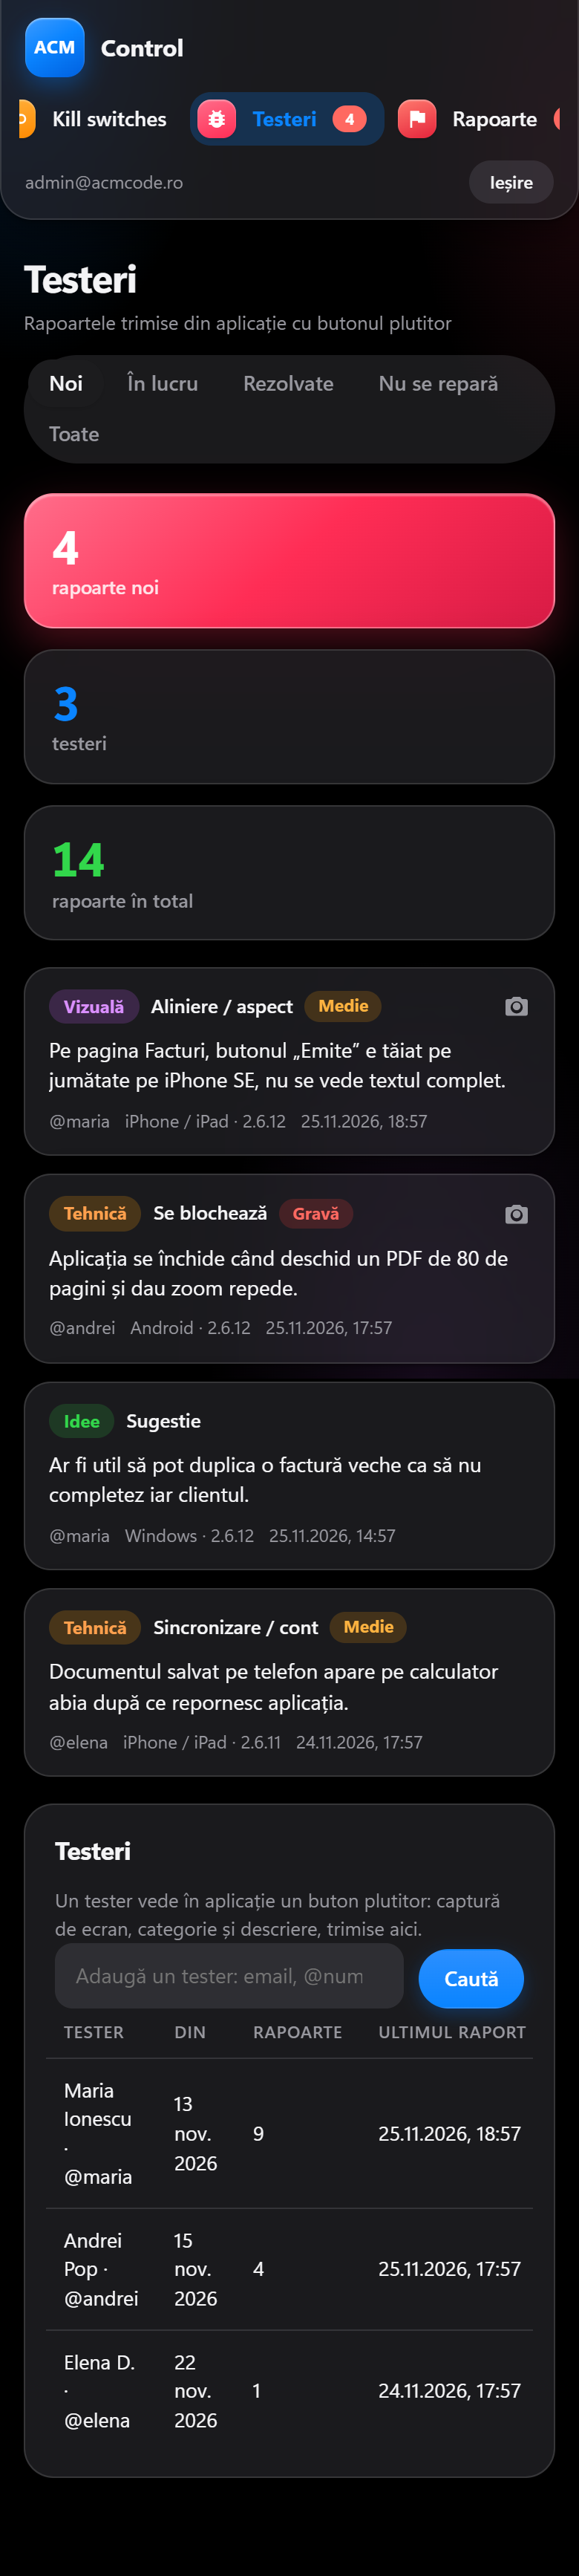 ACM Control
Kill switches Testeri 4 Rapoarte
admin@acmcode.ro Ieșire
Testeri
Rapoartele trimise din aplicație cu butonul plutitor
Noi În lucru Rezolvate Nu se repară
Toate
4
rapoarte noi
3
testeri
14
rapoarte în total
Vizuală Aliniere / aspect Medie
Pe pagina Facturi, butonul „Emite” e tăiat pe
jumătate pe iPhone SE, nu se vede textul complet.
@maria iPhone / iPad · 2.6.12 25.11.2026, 18:57
Tehnică Se blochează Gravă
Aplicația se închide când deschid un PDF de 80 de
pagini și dau zoom repede.
@andrei Android · 2.6.12 25.11.2026, 17:57
Idee Sugestie
Ar fi util să pot duplica o factură veche ca să nu
completez iar clientul.
@maria Windows · 2.6.12 25.11.2026, 14:57
Tehnică Sincronizare / cont Medie
Documentul salvat pe telefon apare pe calculator
abia după ce repornesc aplicația.
@elena iPhone / iPad · 2.6.11 24.11.2026, 17:57
Testeri
Un tester vede în aplicație un buton plutitor: captură
de ecran, categorie și descriere, trimise aici.
Adaugă un tester: email, @num Caută
TESTER DIN RAPOARTE ULTIMUL RAPORT
Maria
Ionescu
·
@maria
13
nov.
2026
9
25.11.2026, 18:57
Andrei
Pop ·
@andrei
15
nov.
2026
4
25.11.2026, 17:57
Elena D.
·
@elena
22
nov.
2026
1
24.11.2026, 17:57